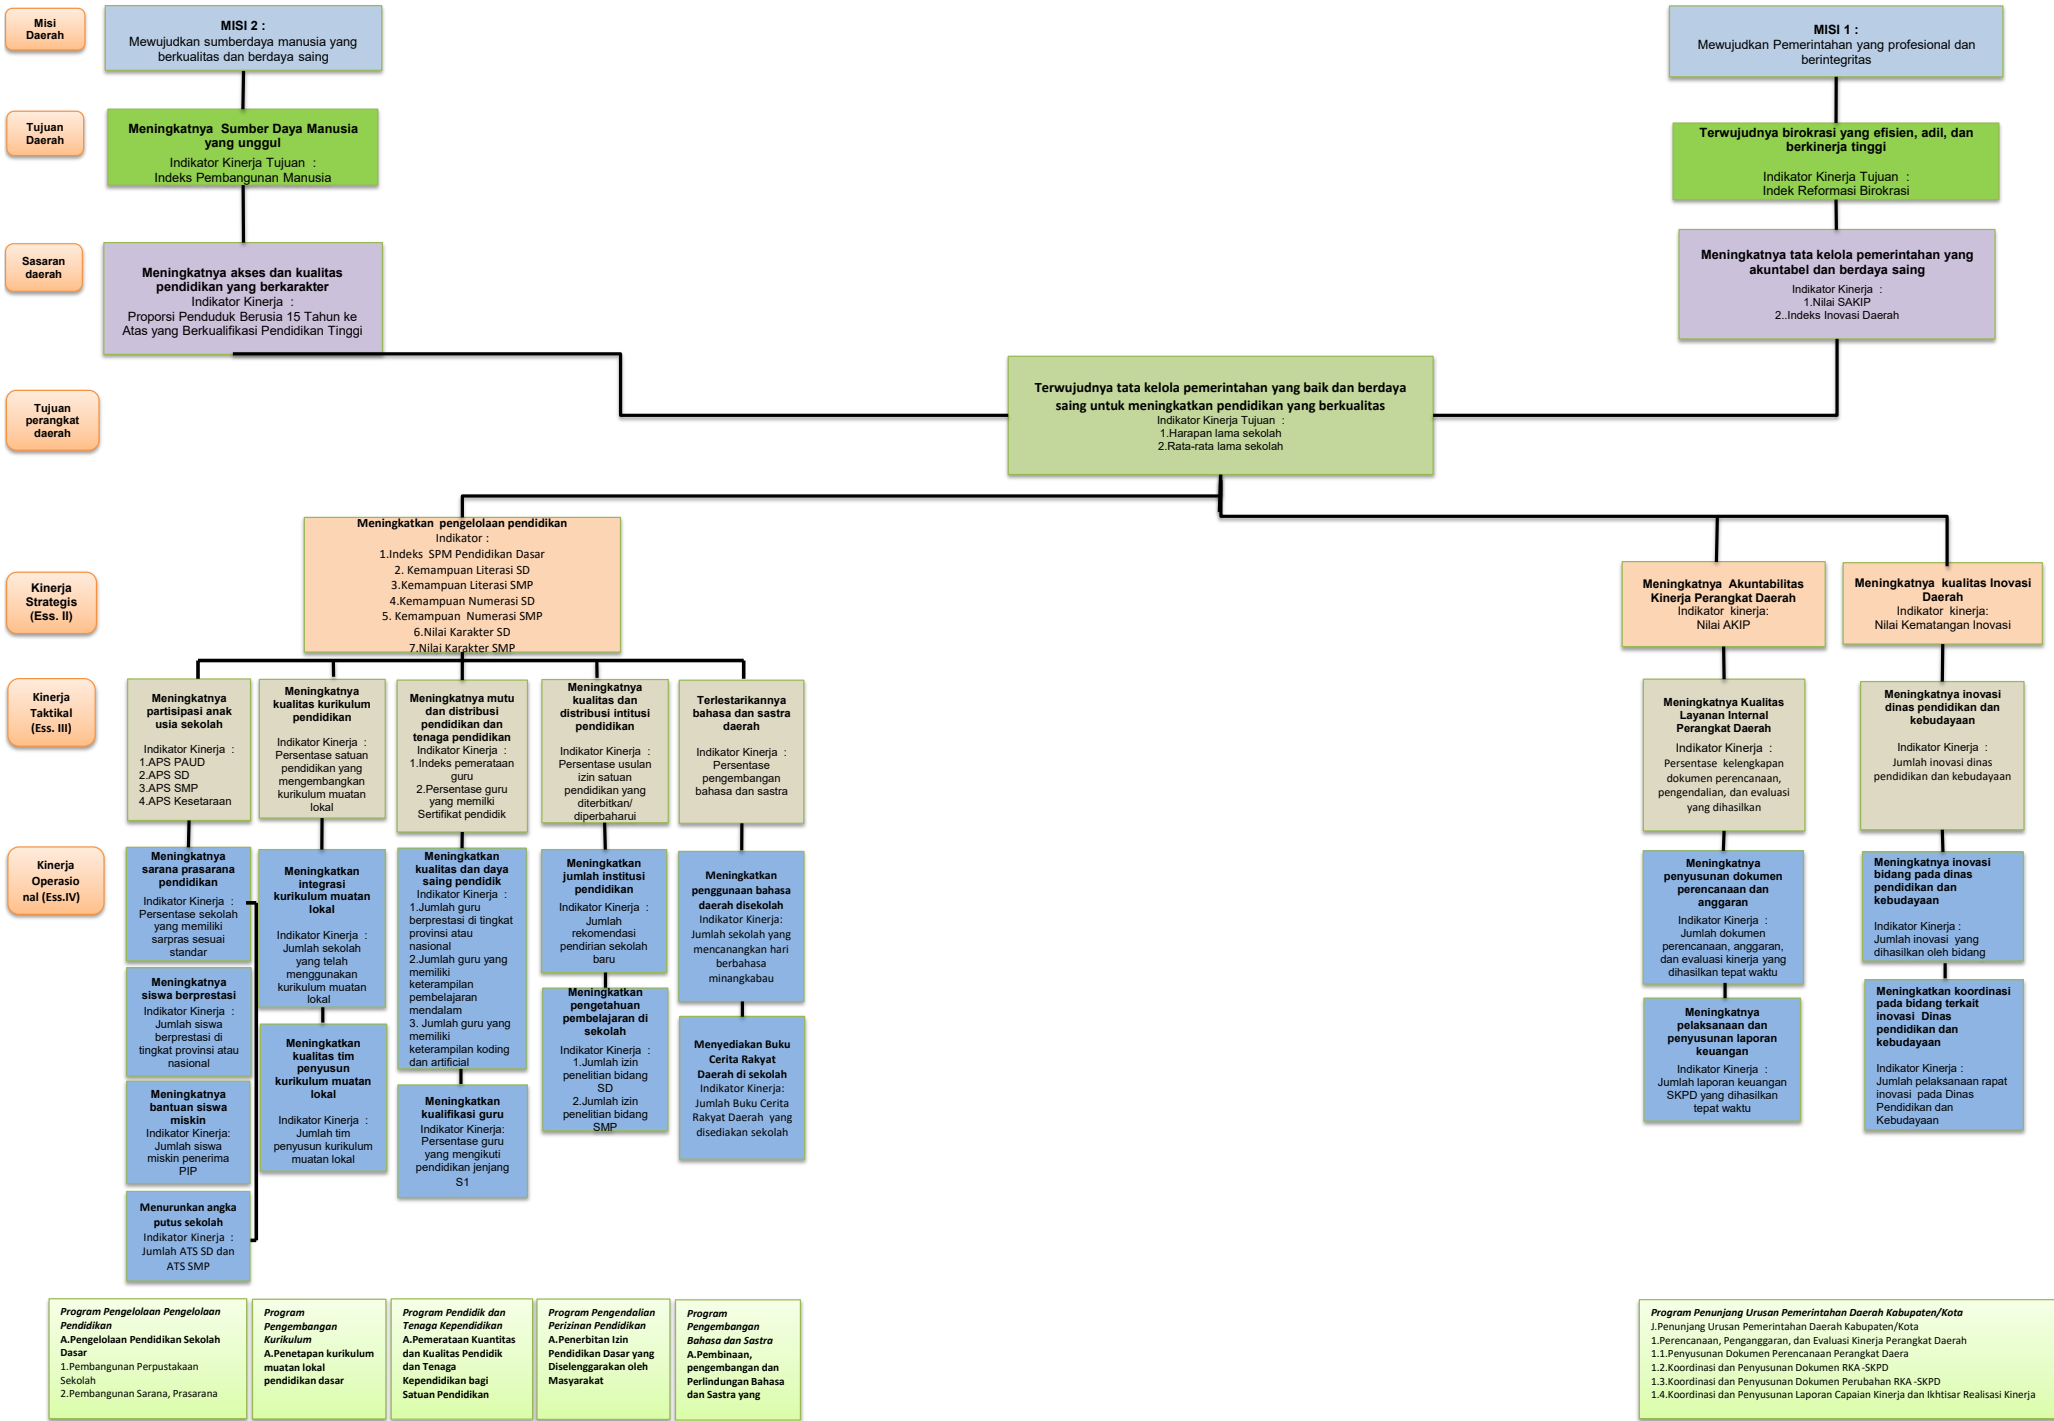 Misi
Daerah
MISI 2 :
Mewujudkan sumberdaya manusia yang
berkualitas dan berdaya saing
MISI 1 :
Mewujudkan Pemerintahan yang profesional dan
berintegritas
Tujuan
Daerah
Meningkatnya Sumber Daya Manusia
yang unggul
Indikator Kinerja Tujuan :
Indeks Pembangunan Manusia
Terwujudnya birokrasi yang efisien, adil, dan
berkinerja tinggi
Indikator Kinerja Tujuan :
Indek Reformasi Birokrasi
Sasaran
daerah
Meningkatnya akses dan kualitas
pendidikan yang berkarakter
Indikator Kinerja :
Proporsi Penduduk Berusia 15 Tahun ke
Atas yang Berkualifikasi Pendidikan Tinggi
Meningkatnya tata kelola pemerintahan yang
akuntabel dan berdaya saing
Indikator Kinerja :
1.Nilai SAKIP
2..Indeks Inovasi Daerah
Tujuan
perangkat
daerah
Terwujudnya tata kelola pemerintahan yang baik dan berdaya
saing untuk meningkatkan pendidikan yang berkualitas
Indikator Kinerja Tujuan :
1.Harapan lama sekolah
2.Rata-rata lama sekolah
Kinerja
Strategis
(Ess. II)
Meningkatkan pengelolaan pendidikan
Indikator :
1.Indeks SPM Pendidikan Dasar
2. Kemampuan Literasi SD
3.Kemampuan Literasi SMP
4.Kemampuan Numerasi SD
5. Kemampuan Numerasi SMP
6.Nilai Karakter SD
7.Nilai Karakter SMP
Meningkatnya Akuntabilitas
Kinerja Perangkat Daerah
Indikator kinerja:
Nilai AKIP
Meningkatnya kualitas Inovasi
Daerah
Indikator kinerja:
Nilai Kematangan Inovasi
Kinerja
Taktikal
(Ess. III)
Meningkatnya
partisipasi anak
usia sekolah
Indikator Kinerja :
1.APS PAUD
2.APS SD
3.APS SMP
4.APS Kesetaraan
Meningkatnya
kualitas kurikulum
pendidikan
Indikator Kinerja :
Persentase satuan
pendidikan yang
mengembangkan
kurikulum muatan
lokal
Meningkatnya mutu
dan distribusi
pendidikan dan
tenaga pendidikan
Indikator Kinerja :
1.Indeks pemerataan
guru
2.Persentase guru
yang memilki
Sertifikat pendidik
Meningkatnya
kualitas dan
distribusi intitusi
pendidikan
Indikator Kinerja :
Persentase usulan
izin satuan
pendidikan yang
diterbitkan/
diperbaharui
Terlestarikannya
bahasa dan sastra
daerah
Indikator Kinerja :
Persentase
pengembangan
bahasa dan sastra
Meningkatnya Kualitas
Layanan Internal
Perangkat Daerah
Indikator Kinerja :
Persentase kelengkapan
dokumen perencanaan,
pengendalian, dan evaluasi
yang dihasilkan
Meningkatnya inovasi
dinas pendidikan dan
kebudayaan
Indikator Kinerja :
Jumlah inovasi dinas
pendidikan dan kebudayaan
Kinerja
Operasio
nal (Ess.IV)
Meningkatnya
sarana prasarana
pendidikan
Indikator Kinerja :
Persentase sekolah
yang memiliki
sarpras sesuai
standar
Meningkatnya
siswa berprestasi
Indikator Kinerja :
Jumlah siswa
berprestasi di
tingkat provinsi atau
nasional
Meningkatnya
bantuan siswa
miskin
Indikator Kinerja:
Jumlah siswa
miskin penerima
PIP
Menurunkan angka
putus sekolah
Indikator Kinerja :
Jumlah ATS SD dan
ATS SMP
Meningkatkan
integrasi
kurikulum muatan
lokal
Indikator Kinerja :
Jumlah sekolah
yang telah
menggunakan
kurikulum muatan
lokal
Meningkatkan
kualitas tim
penyusun
kurikulum muatan
lokal
Indikator Kinerja :
Jumlah tim
penyusun kurikulum
muatan lokal
Meningkatkan
kualitas dan daya
saing pendidik
Indikator Kinerja :
1.Jumlah guru
berprestasi di tingkat
provinsi atau
nasional
2.Jumlah guru yang
memiliki
keterampilan
pembelajaran
mendalam
3. Jumlah guru yang
memiliki
keterampilan koding
dan artificial
Meningkatkan
kualifikasi guru
Indikator Kinerja:
Persentase guru
yang mengikuti
pendidikan jenjang
S1
Meningkatkan
jumlah institusi
pendidikan
Indikator Kinerja :
Jumlah
rekomendasi
pendirian sekolah
baru
Meningkatkan
pengetahuan
pembelajaran di
sekolah
Indikator Kinerja :
1.Jumlah izin
penelitian bidang
SD
2.Jumlah izin
penelitian bidang
SMP
Meningkatkan
penggunaan bahasa
daerah disekolah
Indikator Kinerja:
Jumlah sekolah yang
mencanangkan hari
berbahasa
minangkabau
Menyediakan Buku
Cerita Rakyat
Daerah di sekolah
Indikator Kinerja:
Jumlah Buku Cerita
Rakyat Daerah yang
disediakan sekolah
Meningkatnya
penyusunan dokumen
perencanaan dan
anggaran
Indikator Kinerja :
Jumlah dokumen
perencanaan, anggaran,
dan evaluasi kinerja yang
dihasilkan tepat waktu
Meningkatnya
pelaksanaan dan
penyusunan laporan
keuangan
Indikator Kinerja :
Jumlah laporan keuangan
SKPD yang dihasilkan
tepat waktu
Meningkatnya inovasi
bidang pada dinas
pendidikan dan
kebudayaan
Indikator Kinerja :
Jumlah inovasi yang
dihasilkan oleh bidang
Meningkatkan koordinasi
pada bidang terkait
inovasi Dinas
pendidikan dan
kebudayaan
Indikator Kinerja :
Jumlah pelaksanaan rapat
inovasi pada Dinas
Pendidikan dan
Kebudayaan
Program Pengelolaan Pengelolaan
Pendidikan
A.Pengelolaan Pendidikan Sekolah
Dasar
1.Pembangunan Perpustakaan
Sekolah
2.Pembangunan Sarana, Prasarana
Program
Pengembangan
Kurikulum
A.Penetapan kurikulum
muatan lokal
pendidikan dasar
Program Pendidik dan
Tenaga Kependidikan
A.Pemerataan Kuantitas
dan Kualitas Pendidik
dan Tenaga
Kependidikan bagi
Satuan Pendidikan
Program Pengendalian
Perizinan Pendidikan
A.Penerbitan Izin
Pendidikan Dasar yang
Diselenggarakan oleh
Masyarakat
Program
Pengembangan
Bahasa dan Sastra
A.Pembinaan,
pengembangan dan
Perlindungan Bahasa
dan Sastra yang
Program Penunjang Urusan Pemerintahan Daerah Kabupaten/Kota
J.Penunjang Urusan Pemerintahan Daerah Kabupaten/Kota
1.Perencanaan, Penganggaran, dan Evaluasi Kinerja Perangkat Daerah
1.1.Penyusunan Dokumen Perencanaan Perangkat Daera
1.2.Koordinasi dan Penyusunan Dokumen RKA -SKPD
1.3.Koordinasi dan Penyusunan Dokumen Perubahan RKA -SKPD
1.4.Koordinasi dan Penyusunan Laporan Capaian Kinerja dan Ikhtisar Realisasi Kinerja